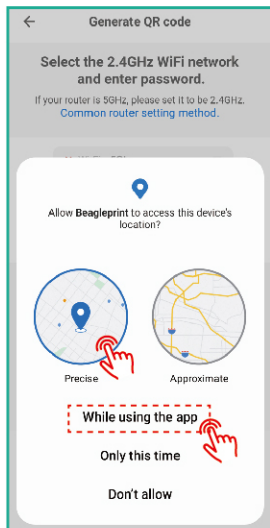 Generate QR code
Select the 2.4GHz WiFi network
and enter password.
If your router is 5GHz, please set it to be 2.4GHz.
Common router setting method.
Allow Beagleprint to access this device's
location?
Precise
Approximate
While using the app
Only this time
Don't allow